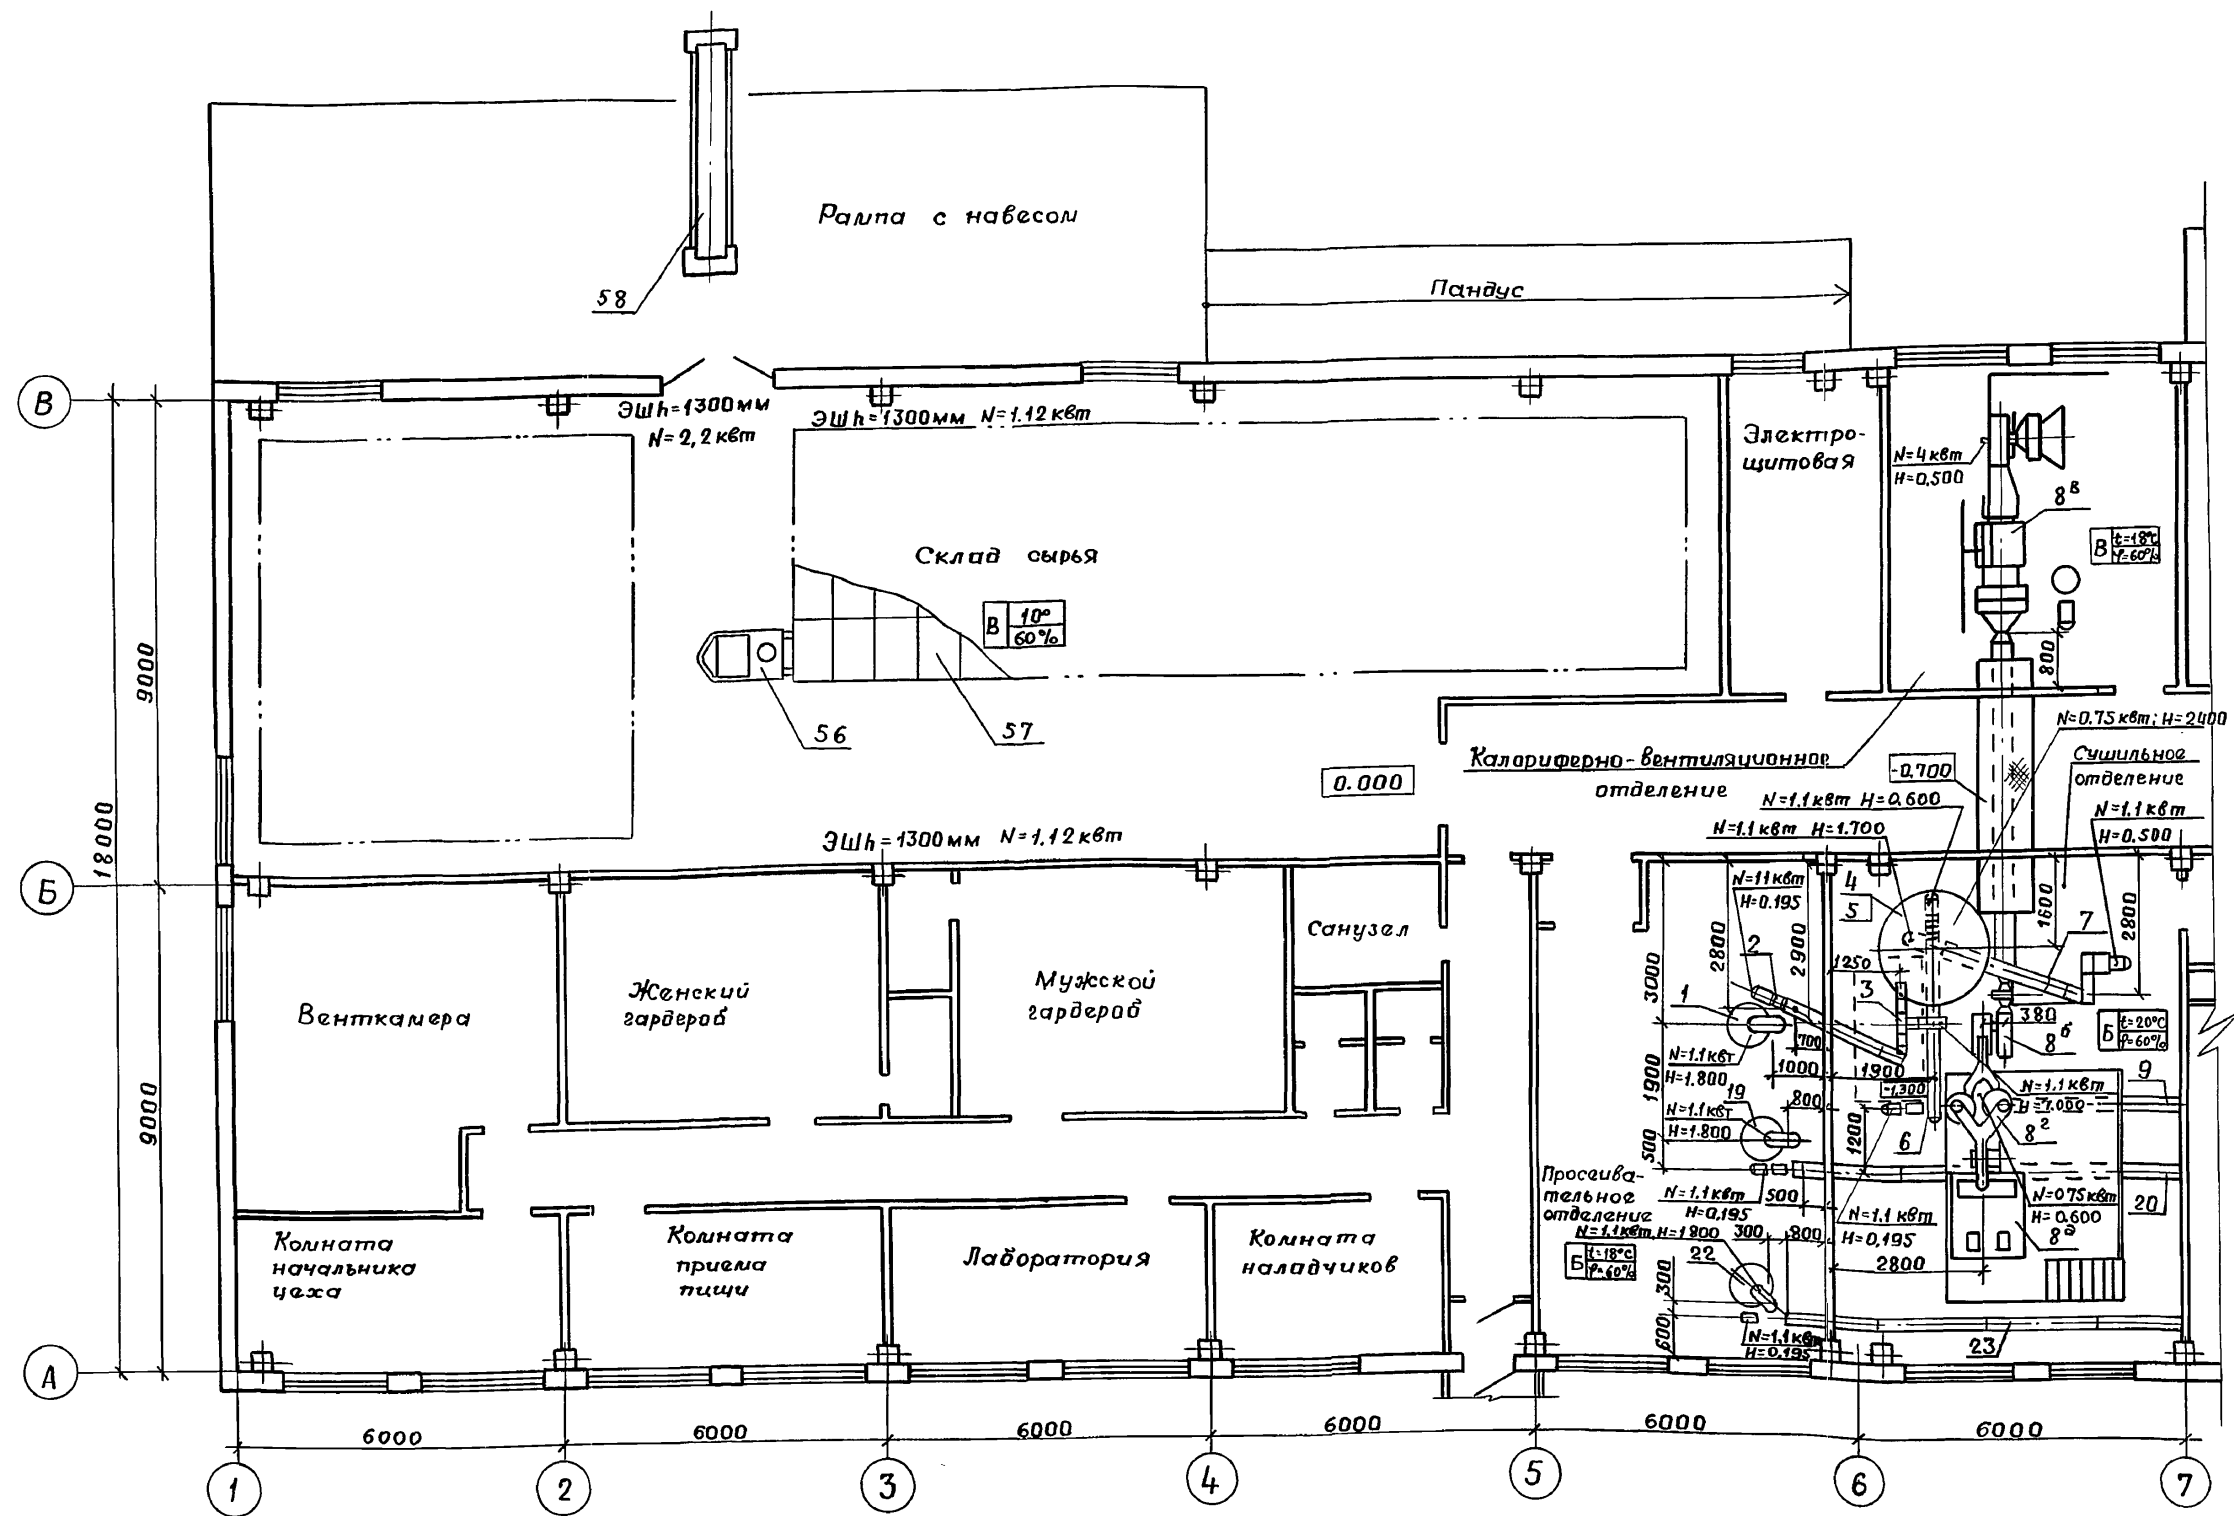 58
Рампа с навесом
Пандус
В
ЭШ h=1300мм
N=2,2 квт
ЭШ h=1300мм N=1.12 квт
Электро-
щитовая
N=4 квт
H=0,500
8в
В t=18°С
φ=60%
Склад сырья
В 10°
60%
56
57
9000
18000
9000
800
0.000
Калориферно-вентиляционное
отделение
-0,700
N=0.75 квт; H=2400
Сушильное
отделение
N=1.1 квт H=0.600
N=1.1 квт H=1.700
N=1.1 квт
H=0,500
ЭШ h=1300мм N=1,12 квт
Б
Венткамера
Женский
гардероб
Мужской
гардероб
Санузел
N=11 квт
H=0.195
4
5
1600
2800
7
2800
2900
3000
2
1
1250
3
380
8б
Б t=20°С
φ=60%
700
1000
1900
N=1.1 квт
H=1.800
1900
-1,300
N=1,1 квт
H=1.000
9
19
N=1.1 квт
H=1.800
800
1200
6
8г
500
Просеива-
тельное
отделение
N=1.1 квт
H=0,195
500
N=1,1 квт
H=0,195
N=075 квт
H=0.600
20
8д
N=1.1 квт, H=1800
300
800
Б t=18°С
φ=60%
22
2800
300
600
N=1,1 квт
H=0.195
23
Комната
начальника
цеха
Комната
приема
пищи
Лаборатория
Комната
наладчиков
А
6000
6000
6000
6000
6000
6000
1
2
3
4
5
6
7